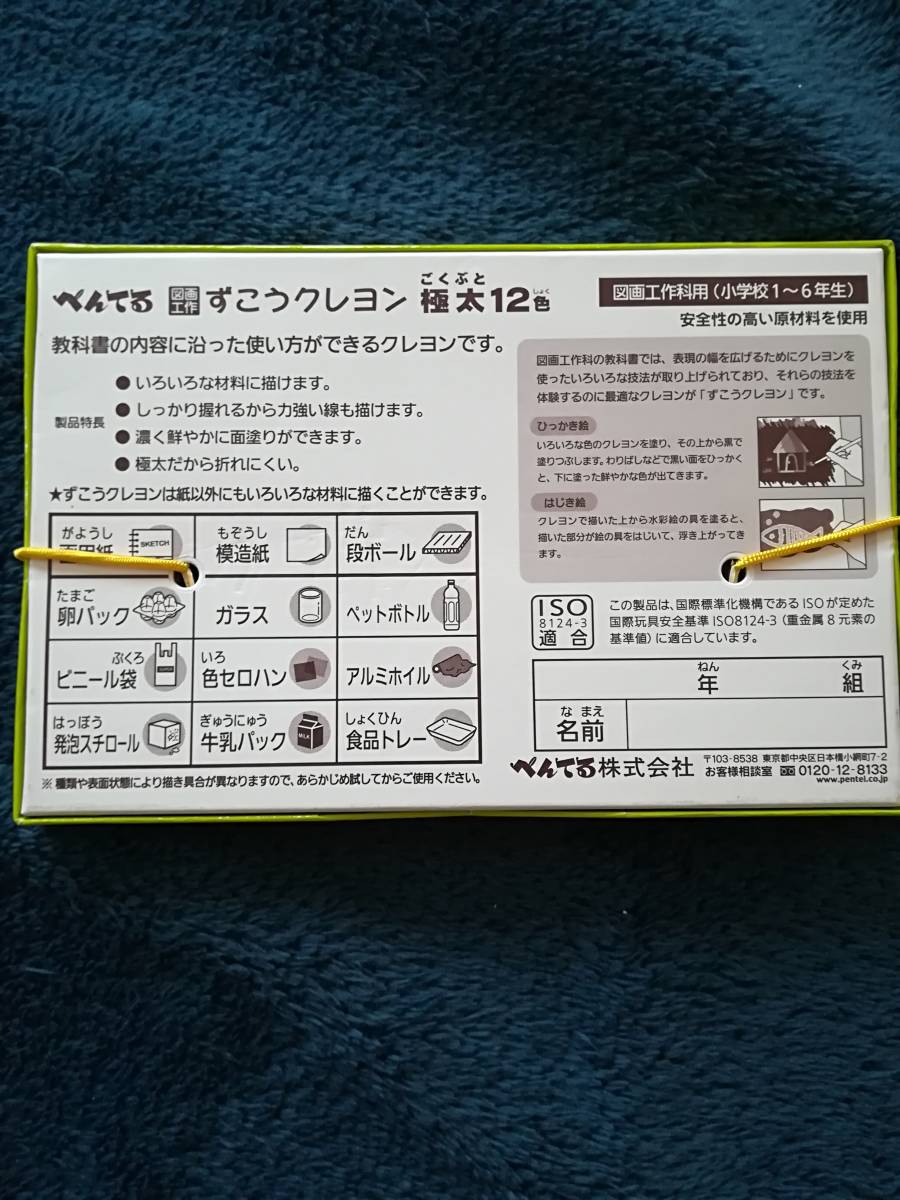 ぺんてる 図画工作 ずこうクレヨン 極太12色
ごくぶと しょく
図画工作科用(小学校1～6年生)
安全性の高い原材料を使用
教科書の内容に沿った使い方ができるクレヨンです。
製品特長
●いろいろな材料に描けます。
●しっかり握れるから力強い線も描けます。
●濃く鮮やかに面塗りができます。
●極太だから折れにくい。
★ずこうクレヨンは紙以外にもいろいろな材料に描くことができます。
がようし
画用紙
SKETCH
もぞうし
模造紙
だん
段ボール
たまご
卵パック
ガラス
ペットボトル
ぶくろ
ビニール袋
いろ
色セロハン
アルミホイル
はっぽう
発泡スチロール
ぎゅうにゅう
牛乳パック
MILK
しょくひん
食品トレー
※種類や表面状態により描き具合が異なりますので、あらかじめ試してからご使用ください。
図画工作科の教科書では、表現の幅を広げるためにクレヨンを
使ったいろいろな技法が取り上げられており、それらの技法を
体験するのに最適なクレヨンが「ずこうクレヨン」です。
ひっかき絵
いろいろな色のクレヨンを塗り、その上から黒で
塗りつぶします。わりばしなどで黒い面をひっかく
と、下に塗った鮮やかな色が出てきます。
はじき絵
クレヨンで描いた上から水彩絵の具を塗ると、
描いた部分が絵の具をはじいて、浮き上がってき
ます。
ISO
8124-3
適合
この製品は、国際標準化機構であるISOが定めた
国際玩具安全基準 ISO8124-3(重金属8元素の
基準値)に適合しています。
ねん くみ
年 組
なまえ
名前
ぺんてる株式会社
〒103-8538 東京都中央区日本橋小網町7-2
お客様相談室 0120-12-8133
www.pentel.co.jp